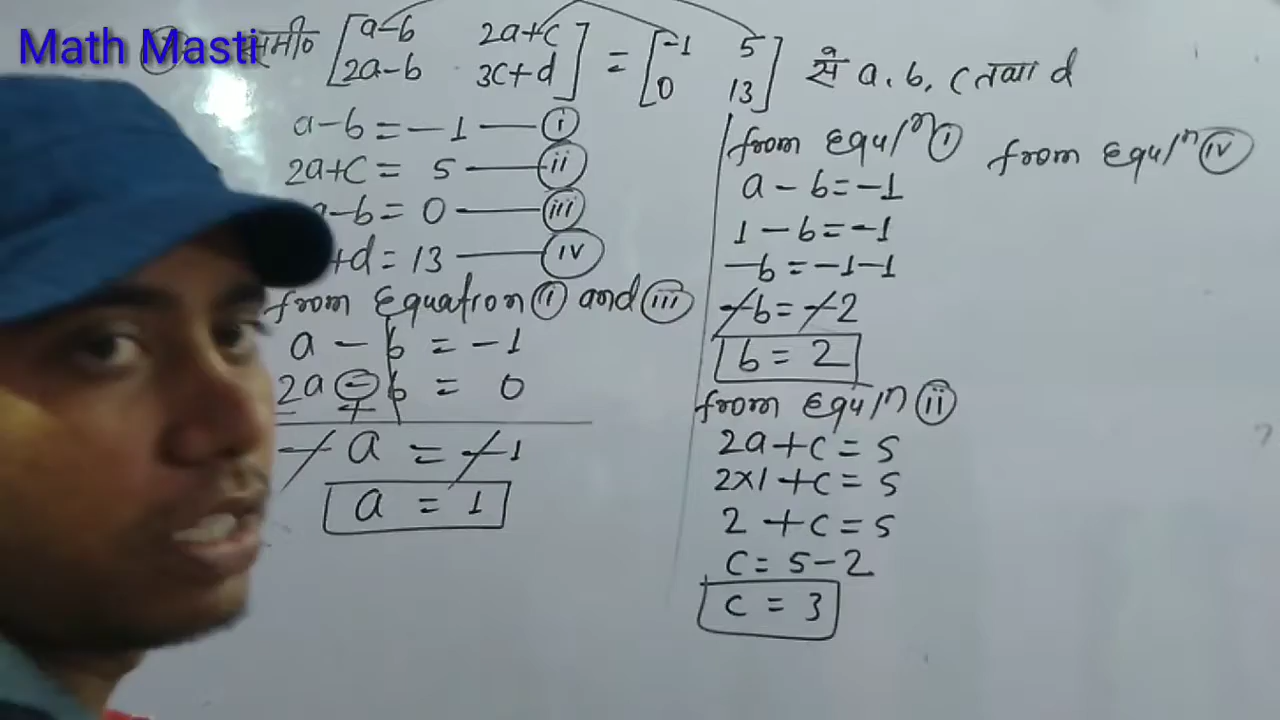 Math Masti
समी० [a-b 2a+c] = [-1 5] से a, b, c तथा d
[2a-b 3c+d] [0 13]
a-b = -1 — (i)
2a+c = 5 — (ii)
a-b = 0 — (iii)
+d = 13 — (iv)
from Equation (i) and (iii)
a - b = -1
2a - b = 0
- +
- a = -1
a = 1
from Equ/n (i)
a - b = -1
1 - b = -1
-b = -1-1
-b = -2
b = 2
from Equ/n (ii)
2a+c = 5
2×1+c = 5
2 + c = 5
c = 5-2
c = 3
from Equ/n (iv)